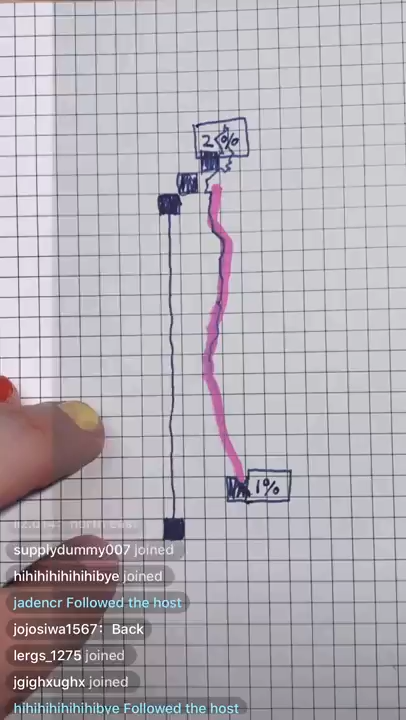 2%
1%
supplydummy007 joined
hihihihihihihibye joined
jadencr Followed the host
jojosiwa1567: Back
lergs_1275 joined
jgighxughx joined
hihihihihihihibye Followed the host